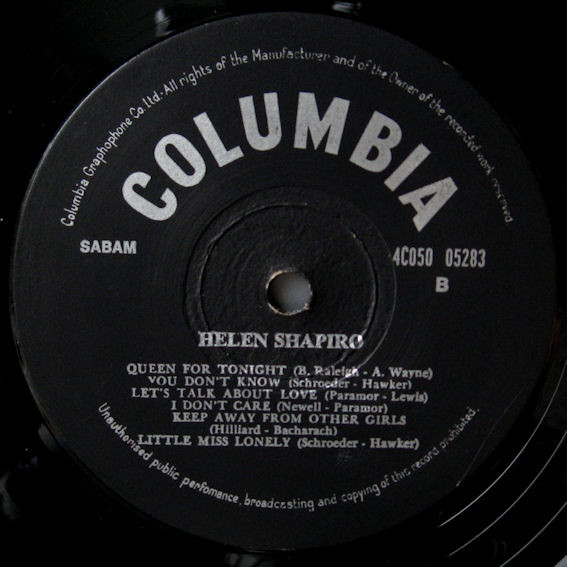 Columbia Graphophone Co. Ltd. All rights of the Manufacturer and of the Owner of the recorded work reserved
COLUMBIA
SABAM
4C050 05283
B
HELEN SHAPIRO
QUEEN FOR TONIGHT (B. Raleigh - A. Wayne)
YOU DON'T KNOW (Schroeder - Hawker)
LET'S TALK ABOUT LOVE (Paramor - Lewis)
I DON'T CARE (Newell - Paramor)
KEEP AWAY FROM OTHER GIRLS
(Hilliard - Bacharach)
LITTLE MISS LONELY (Schroeder - Hawker)
Unauthorised public perfomance, broadcasting and copying of this record prohibited.